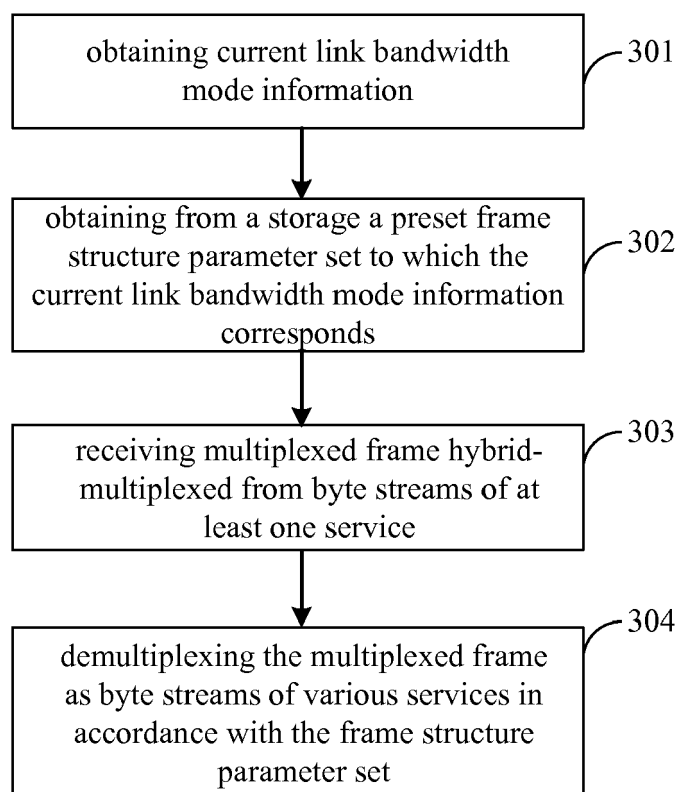 obtaining current link bandwidth
mode information
301
obtaining from a storage a preset frame
structure parameter set to which the
current link bandwidth mode information
corresponds
302
receiving multiplexed frame hybrid-
multiplexed from byte streams of at
least one service
303
demultiplexing the multiplexed frame
as byte streams of various services in
accordance with the frame structure
parameter set
304